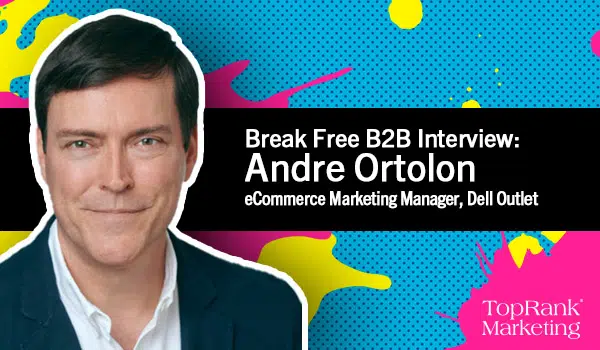 Break Free B2B Interview:
Andre Ortolon
eCommerce Marketing Manager, Dell Outlet
TopRank®
Marketing